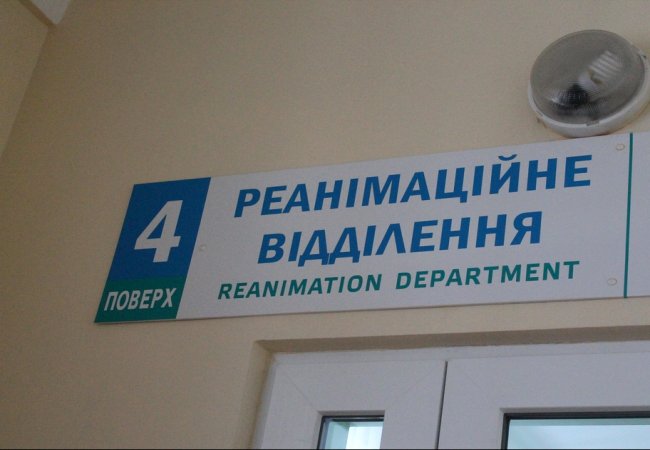 4
ПОВЕРХ
РЕАНІМАЦІЙНЕ
ВІДДІЛЕННЯ
REANIMATION DEPARTMENT